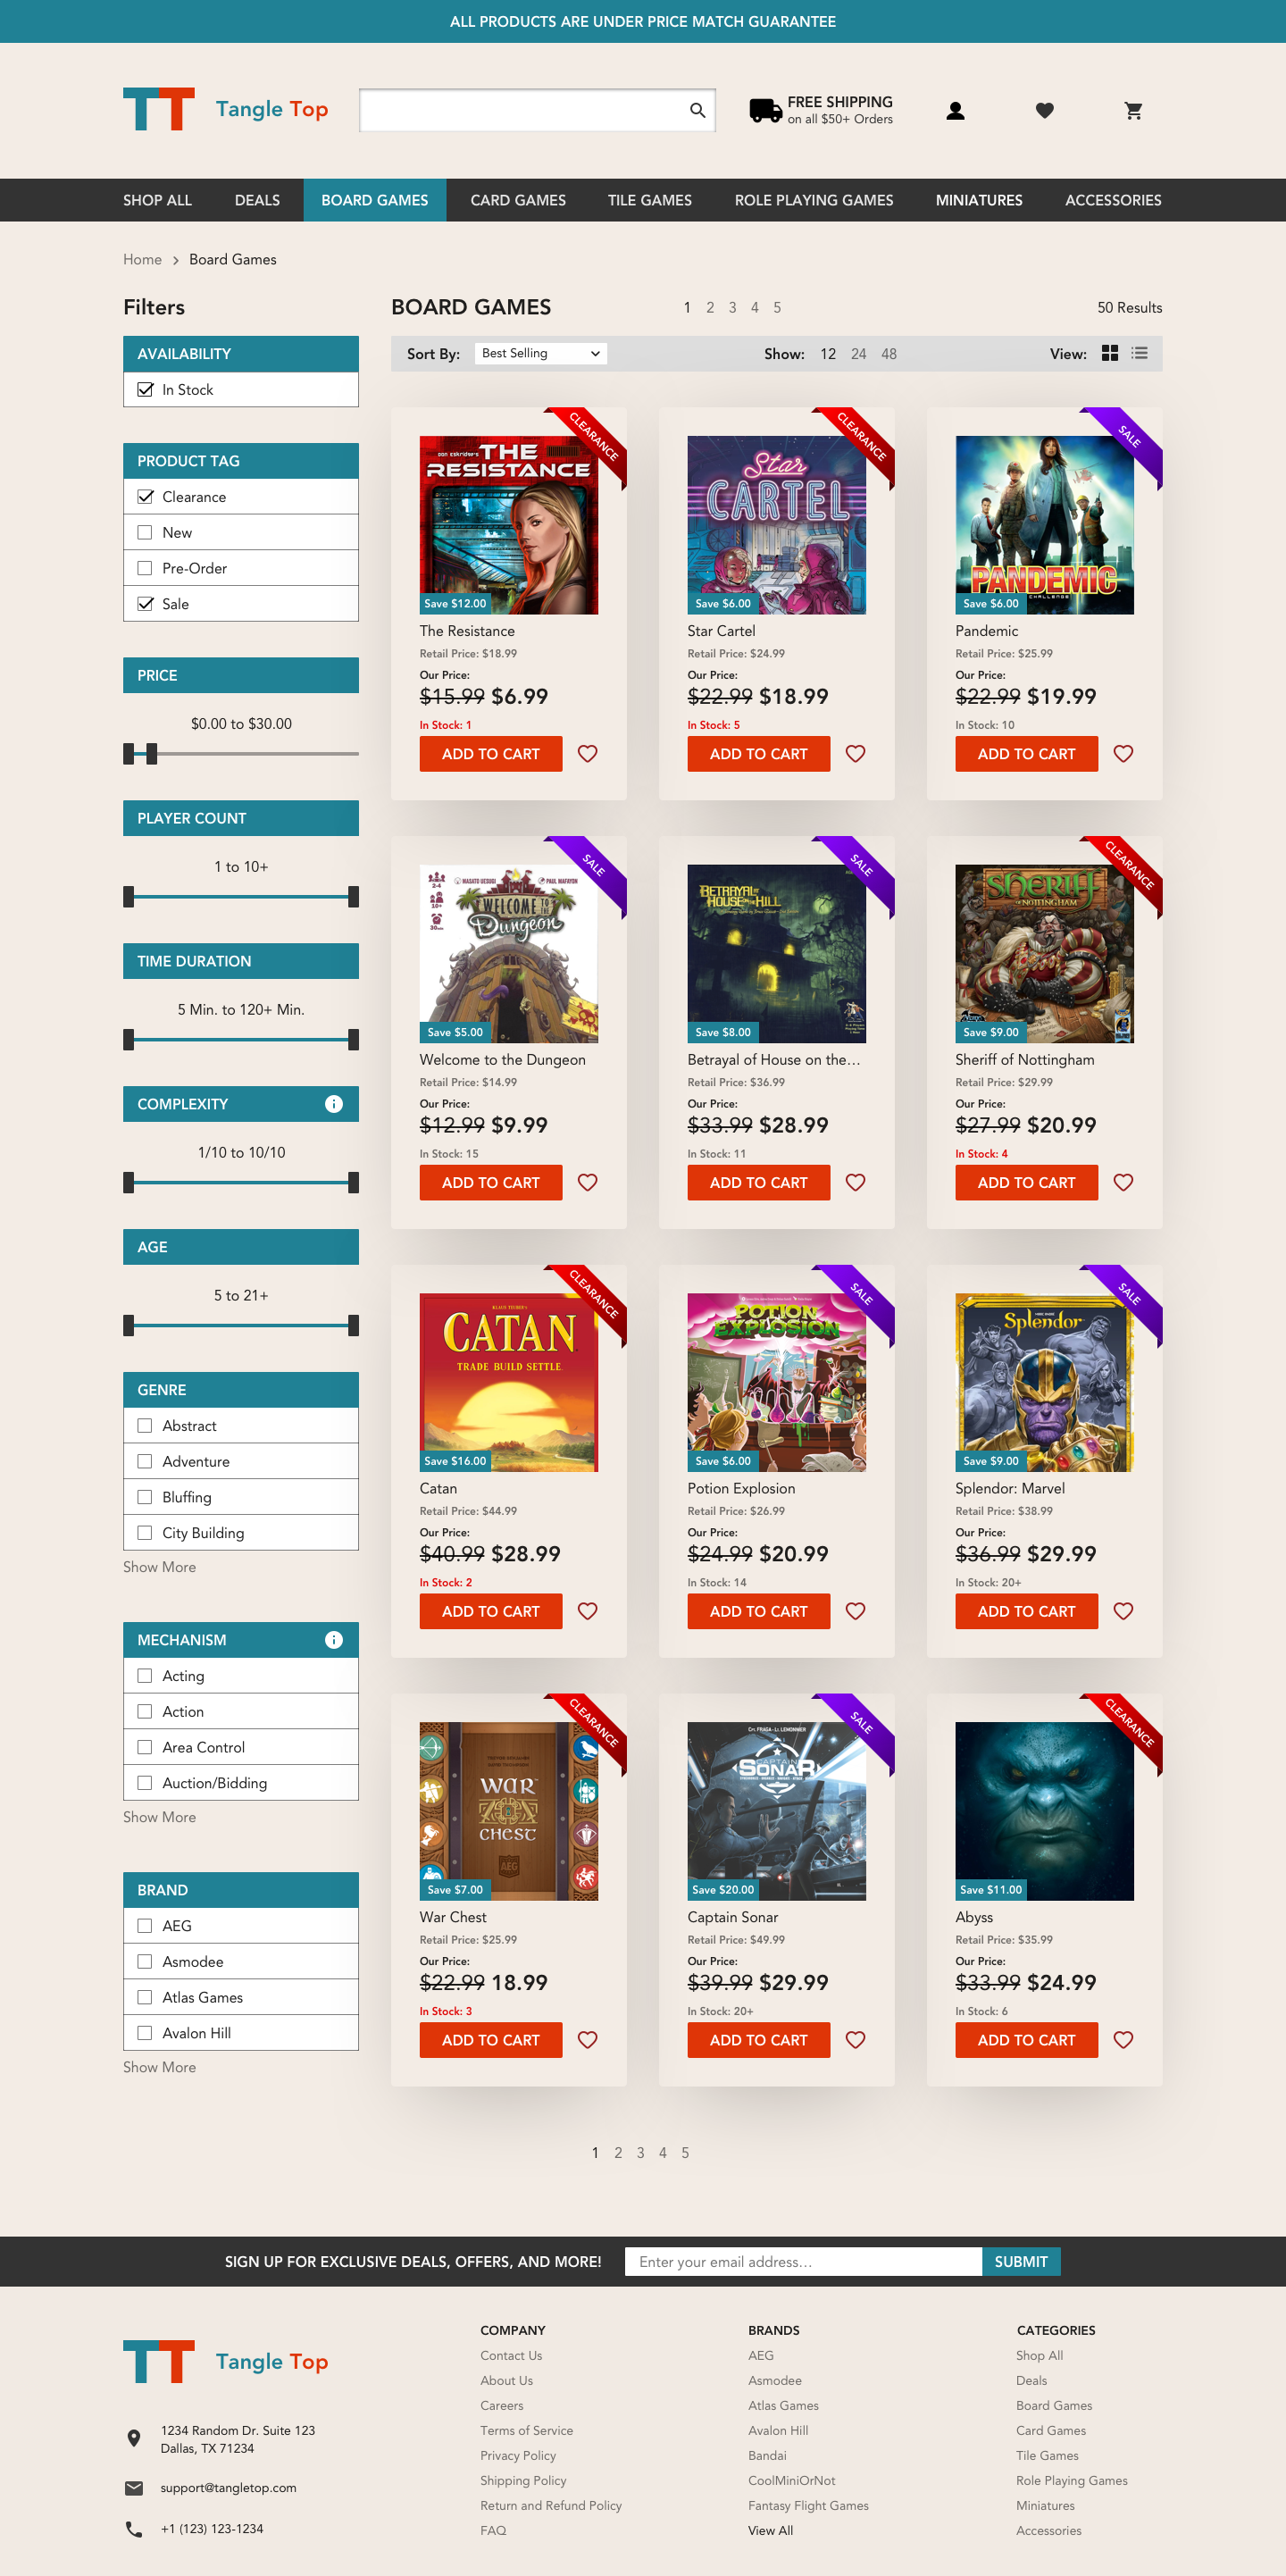 ALL PRODUCTS ARE UNDER PRICE MATCH GUARANTEE
TT Tangle Top
FREE SHIPPING
on all $50+ Orders
SHOP ALL DEALS BOARD GAMES CARD GAMES TILE GAMES ROLE PLAYING GAMES MINIATURES ACCESSORIES
Home > Board Games
Filters
AVAILABILITY
In Stock
PRODUCT TAG
Clearance
New
Pre-Order
Sale
PRICE
$0.00 to $30.00
PLAYER COUNT
1 to 10+
TIME DURATION
5 Min. to 120+ Min.
COMPLEXITY
1/10 to 10/10
AGE
5 to 21+
GENRE
Abstract
Adventure
Bluffing
City Building
Show More
MECHANISM
Acting
Action
Area Control
Auction/Bidding
Show More
BRAND
AEG
Asmodee
Atlas Games
Avalon Hill
Show More
BOARD GAMES
1 2 3 4 5
50 Results
Sort By: Best Selling
Show: 12 24 48
View:
CLEARANCE
THE
RESISTANCE
Save $12.00
The Resistance
Retail Price: $18.99
Our Price:
$15.99 $6.99
In Stock: 1
ADD TO CART
CLEARANCE
Star
CARTEL
Save $6.00
Star Cartel
Retail Price: $24.99
Our Price:
$22.99 $18.99
In Stock: 5
ADD TO CART
SALE
PANDEMIC
Save $6.00
Pandemic
Retail Price: $25.99
Our Price:
$22.99 $19.99
In Stock: 10
ADD TO CART
SALE
2-4
10+
30min
MASATO UESUGI
PAUL MAFAYON
WELCOME TO THE
Dungeon
Save $5.00
Welcome to the Dungeon
Retail Price: $14.99
Our Price:
$12.99 $9.99
In Stock: 15
ADD TO CART
SALE
BETRAYAL AT
HOUSE ON THE HILL
Save $8.00
Betrayal of House on the...
Retail Price: $36.99
Our Price:
$33.99 $28.99
In Stock: 11
ADD TO CART
CLEARANCE
SHERIFF
OF NOTTINGHAM
Save $9.00
Sheriff of Nottingham
Retail Price: $29.99
Our Price:
$27.99 $20.99
In Stock: 4
ADD TO CART
CLEARANCE
KLAUS TEUBER'S
CATAN
TRADE BUILD SETTLE
Save $16.00
Catan
Retail Price: $44.99
Our Price:
$40.99 $28.99
In Stock: 2
ADD TO CART
SALE
POTION
EXPLOSION
Save $6.00
Potion Explosion
Retail Price: $26.99
Our Price:
$24.99 $20.99
In Stock: 14
ADD TO CART
SALE
Splendor
Save $9.00
Splendor: Marvel
Retail Price: $38.99
Our Price:
$36.99 $29.99
In Stock: 20+
ADD TO CART
CLEARANCE
WAR
CHEST
AEG
Save $7.00
War Chest
Retail Price: $25.99
Our Price:
$22.99 18.99
In Stock: 3
ADD TO CART
SALE
CAPTAIN
SONAR
Save $20.00
Captain Sonar
Retail Price: $49.99
Our Price:
$39.99 $29.99
In Stock: 20+
ADD TO CART
CLEARANCE
Save $11.00
Abyss
Retail Price: $35.99
Our Price:
$33.99 $24.99
In Stock: 6
ADD TO CART
1 2 3 4 5
SIGN UP FOR EXCLUSIVE DEALS, OFFERS, AND MORE!
Enter your email address...
SUBMIT
TT Tangle Top
1234 Random Dr. Suite 123
Dallas, TX 71234
support@tangletop.com
+1 (123) 123-1234
COMPANY
Contact Us
About Us
Careers
Terms of Service
Privacy Policy
Shipping Policy
Return and Refund Policy
FAQ
BRANDS
AEG
Asmodee
Atlas Games
Avalon Hill
Bandai
CoolMiniOrNot
Fantasy Flight Games
View All
CATEGORIES
Shop All
Deals
Board Games
Card Games
Tile Games
Role Playing Games
Miniatures
Accessories